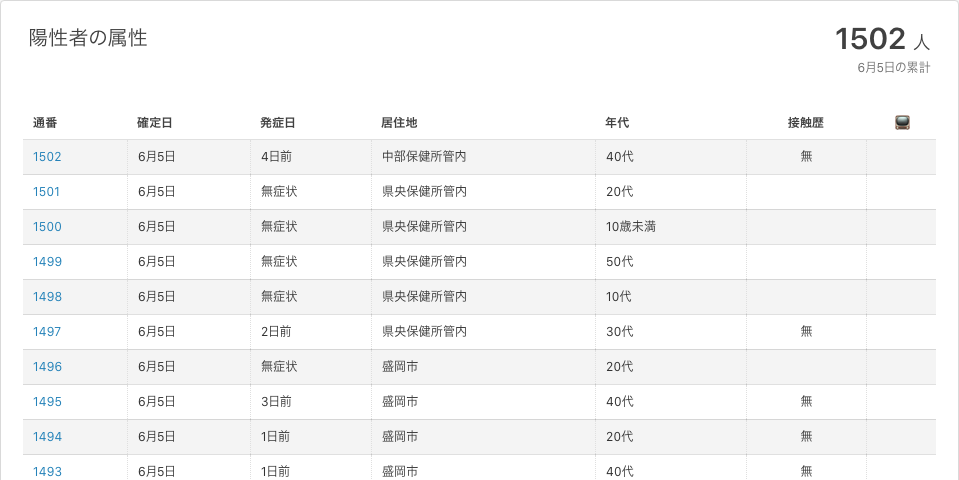 陽性者の属性
1502 人
6月5日の累計
通番 確定日 発症日 居住地 年代 接触歴
1502 6月5日 4日前 中部保健所管内 40代 無
1501 6月5日 無症状 県央保健所管内 20代
1500 6月5日 無症状 県央保健所管内 10歳未満
1499 6月5日 無症状 県央保健所管内 50代
1498 6月5日 無症状 県央保健所管内 10代
1497 6月5日 2日前 県央保健所管内 30代 無
1496 6月5日 無症状 盛岡市 20代
1495 6月5日 3日前 盛岡市 40代 無
1494 6月5日 1日前 盛岡市 20代 無
1493 6月5日 1日前 盛岡市 40代 無